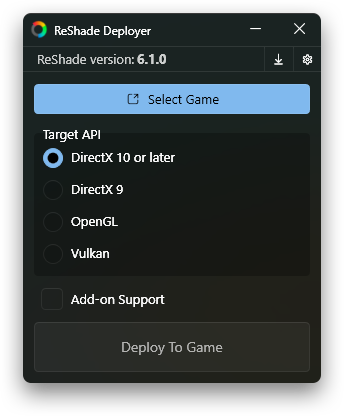 ReShade Deployer
ReShade version: 6.1.0
Select Game
Target API
DirectX 10 or later
DirectX 9
OpenGL
Vulkan
Add-on Support
Deploy To Game